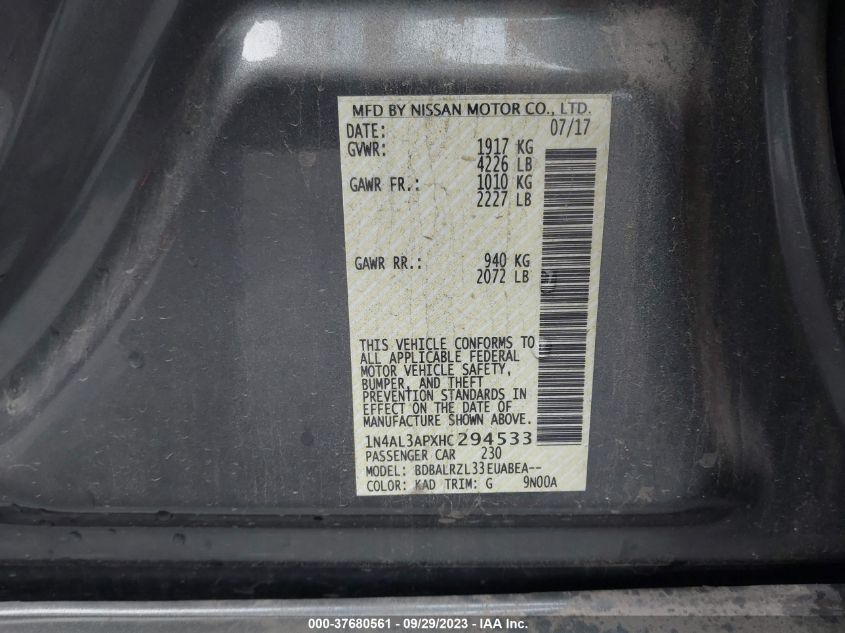 MFD BY NISSAN MOTOR CO., LTD.
DATE: 07/17
GVWR: 1917 KG
4226 LB
GAWR FR.: 1010 KG
2227 LB
GAWR RR.: 940 KG
2072 LB
THIS VEHICLE CONFORMS TO
ALL APPLICABLE FEDERAL
MOTOR VEHICLE SAFETY,
BUMPER, AND THEFT
PREVENTION STANDARDS IN
EFFECT ON THE DATE OF
MANUFACTURE SHOWN ABOVE.
1N4AL3APXHC294533
PASSENGER CAR 230
MODEL: BDBALRZL33EUABEA--
COLOR: KAD TRIM: G 9N00A
000-37680561 / 09/29/2023 - © IAA Inc.